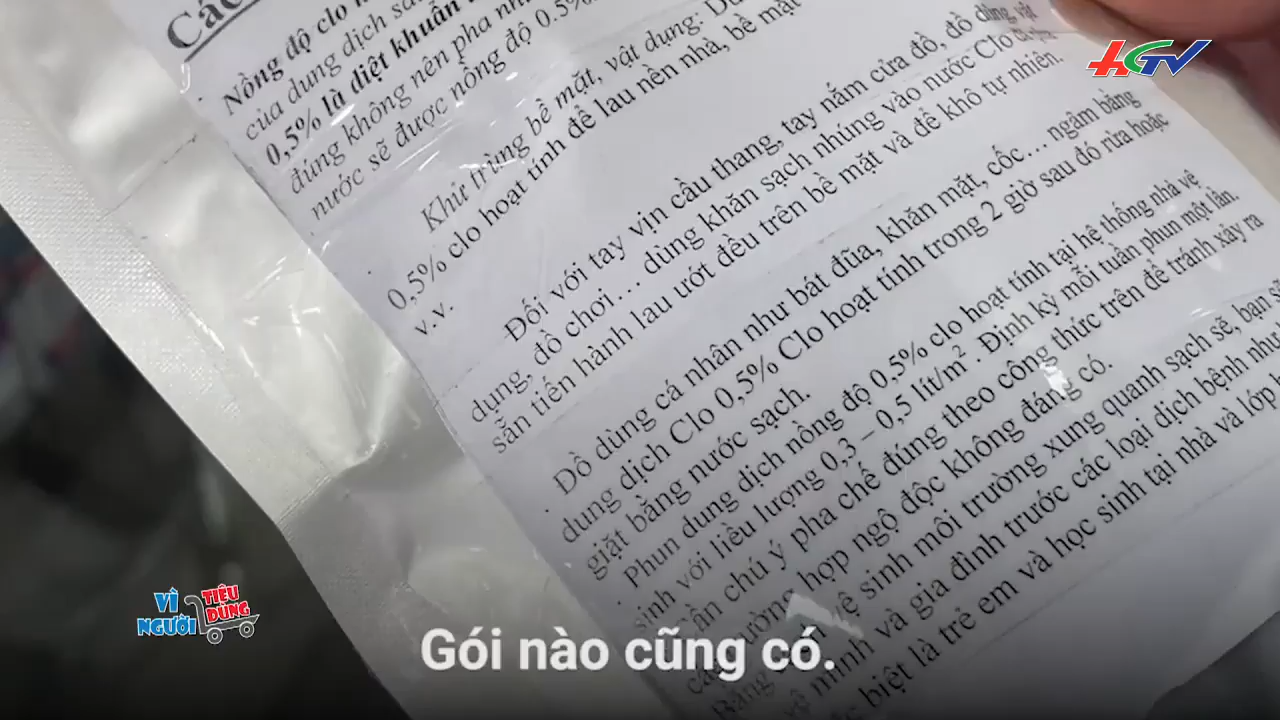 HGTV
Các
Nồng độ clo
của dung dịch
0,5% là diệt khuẩn
đúng không nên pha
nước sẽ được nồng độ 0.5%
Khử trùng bề mặt, vật dụng:
0,5% clo hoạt tính để lau nền nhà, bề mặt
v.v.
Đối với tay vịn cầu thang, tay nắm cửa đồ, đồ dùng, vật
dụng, đồ chơi… dùng khăn sạch nhúng vào nước Clo
sẵn tiến hành lau ướt đều trên bề mặt và để khô tự nhiên.
Đồ dùng cá nhân như bát đũa, khăn mặt, cốc… ngâm bằng
dung dịch Clo 0,5% Clo hoạt tính trong 2 giờ sau đó rửa hoặc
giặt bằng nước sạch.
Phun dung dịch nồng độ 0,5% clo hoạt tính tại hệ thống nhà vệ
sinh với liều lượng 0,3 – 0,5 lít/m². Định kỳ mỗi tuần phun một lần.
Cần chú ý pha chế đúng theo công thức trên để tránh xảy ra
trường hợp ngộ độc không đáng có.
vệ sinh môi trường xung quanh sạch sẽ, bạn
vệ mình và gia đình trước các loại dịch bệnh như
biệt là trẻ em và học sinh tại nhà và lớp
VÌ NGƯỜI TIÊU DÙNG
Gói nào cũng có.